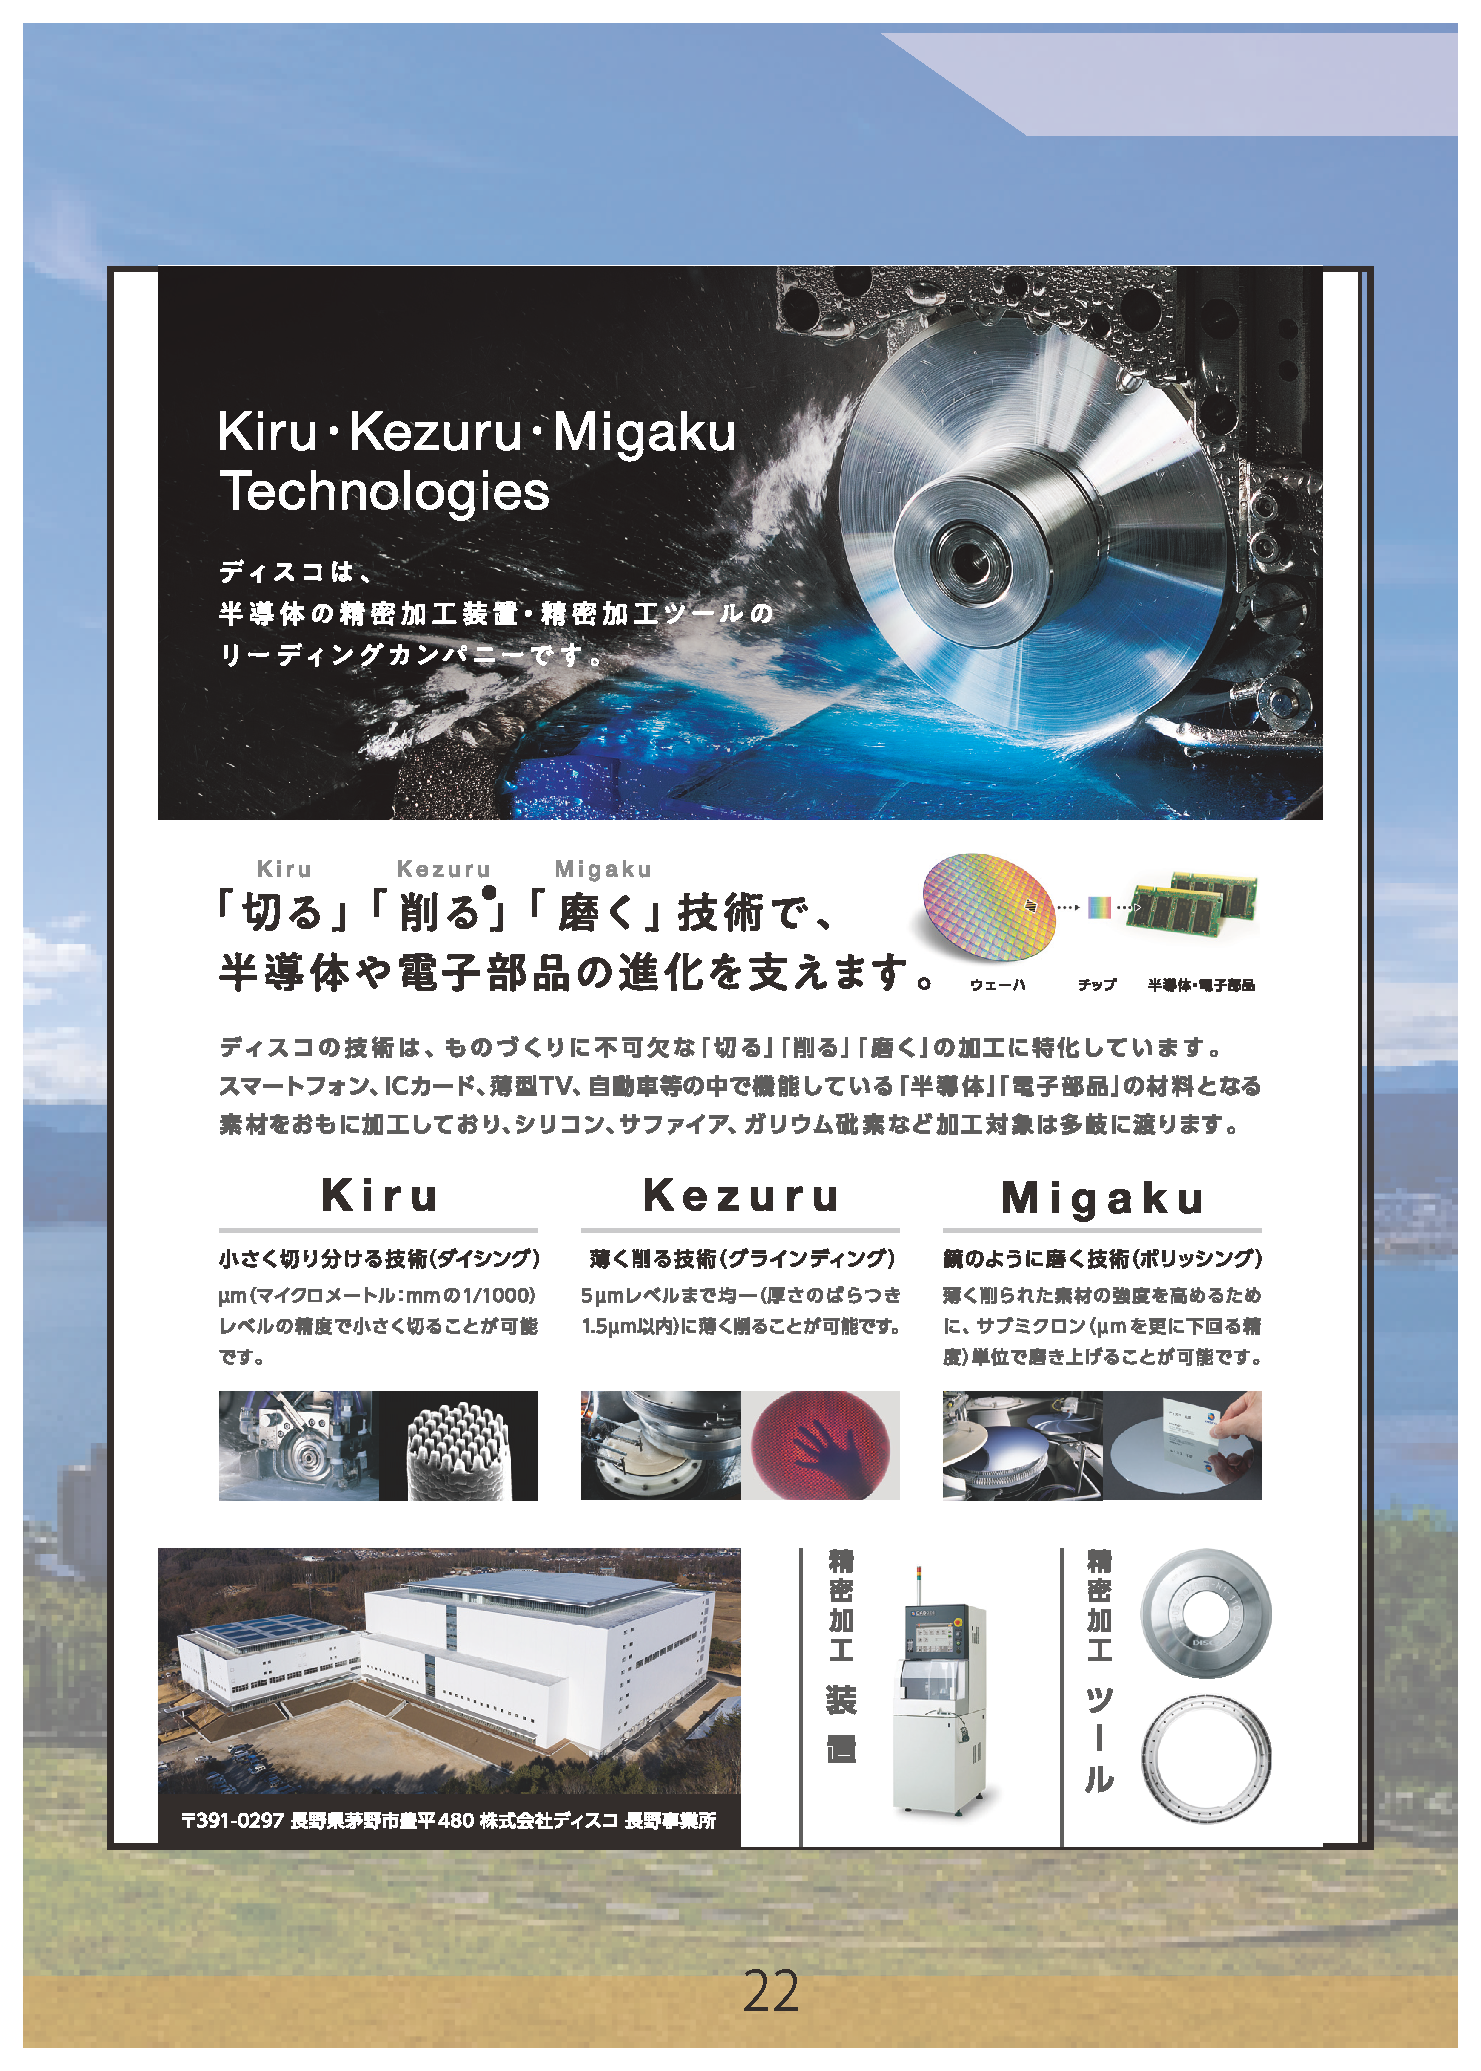 Kiru・Kezuru・Migaku
Technologies
ディスコは、
半導体の精密加工装置・精密加工ツールの
リーディングカンパニーです。
Kiru Kezuru Migaku
「切る」「削る」「磨く」技術で、
半導体や電子部品の進化を支えます。
ウェーハ チップ 半導体・電子部品
ディスコの技術は、ものづくりに不可欠な「切る」「削る」「磨く」の加工に特化しています。
スマートフォン、ICカード、薄型TV、自動車等の中で機能している「半導体」「電子部品」の材料となる
素材をおもに加工しており、シリコン、サファイア、ガリウム砒素など加工対象は多岐に渡ります。
Kiru
小さく切り分ける技術(ダイシング)
μm(マイクロメートル:mmの1/1000)
レベルの精度で小さく切ることが可能
です。
Kezuru
薄く削る技術(グラインディング)
5μmレベルまで均一(厚さのばらつき
1.5μm以内)に薄く削ることが可能です。
Migaku
鏡のように磨く技術(ポリッシング)
薄く削られた素材の強度を高めるため
に、サブミクロン(μmを更に下回る精
度)単位で磨き上げることが可能です。
〒391-0297 長野県茅野市豊平480 株式会社ディスコ 長野事業所
精密加工装置
精密加工ツール
DISCO
22